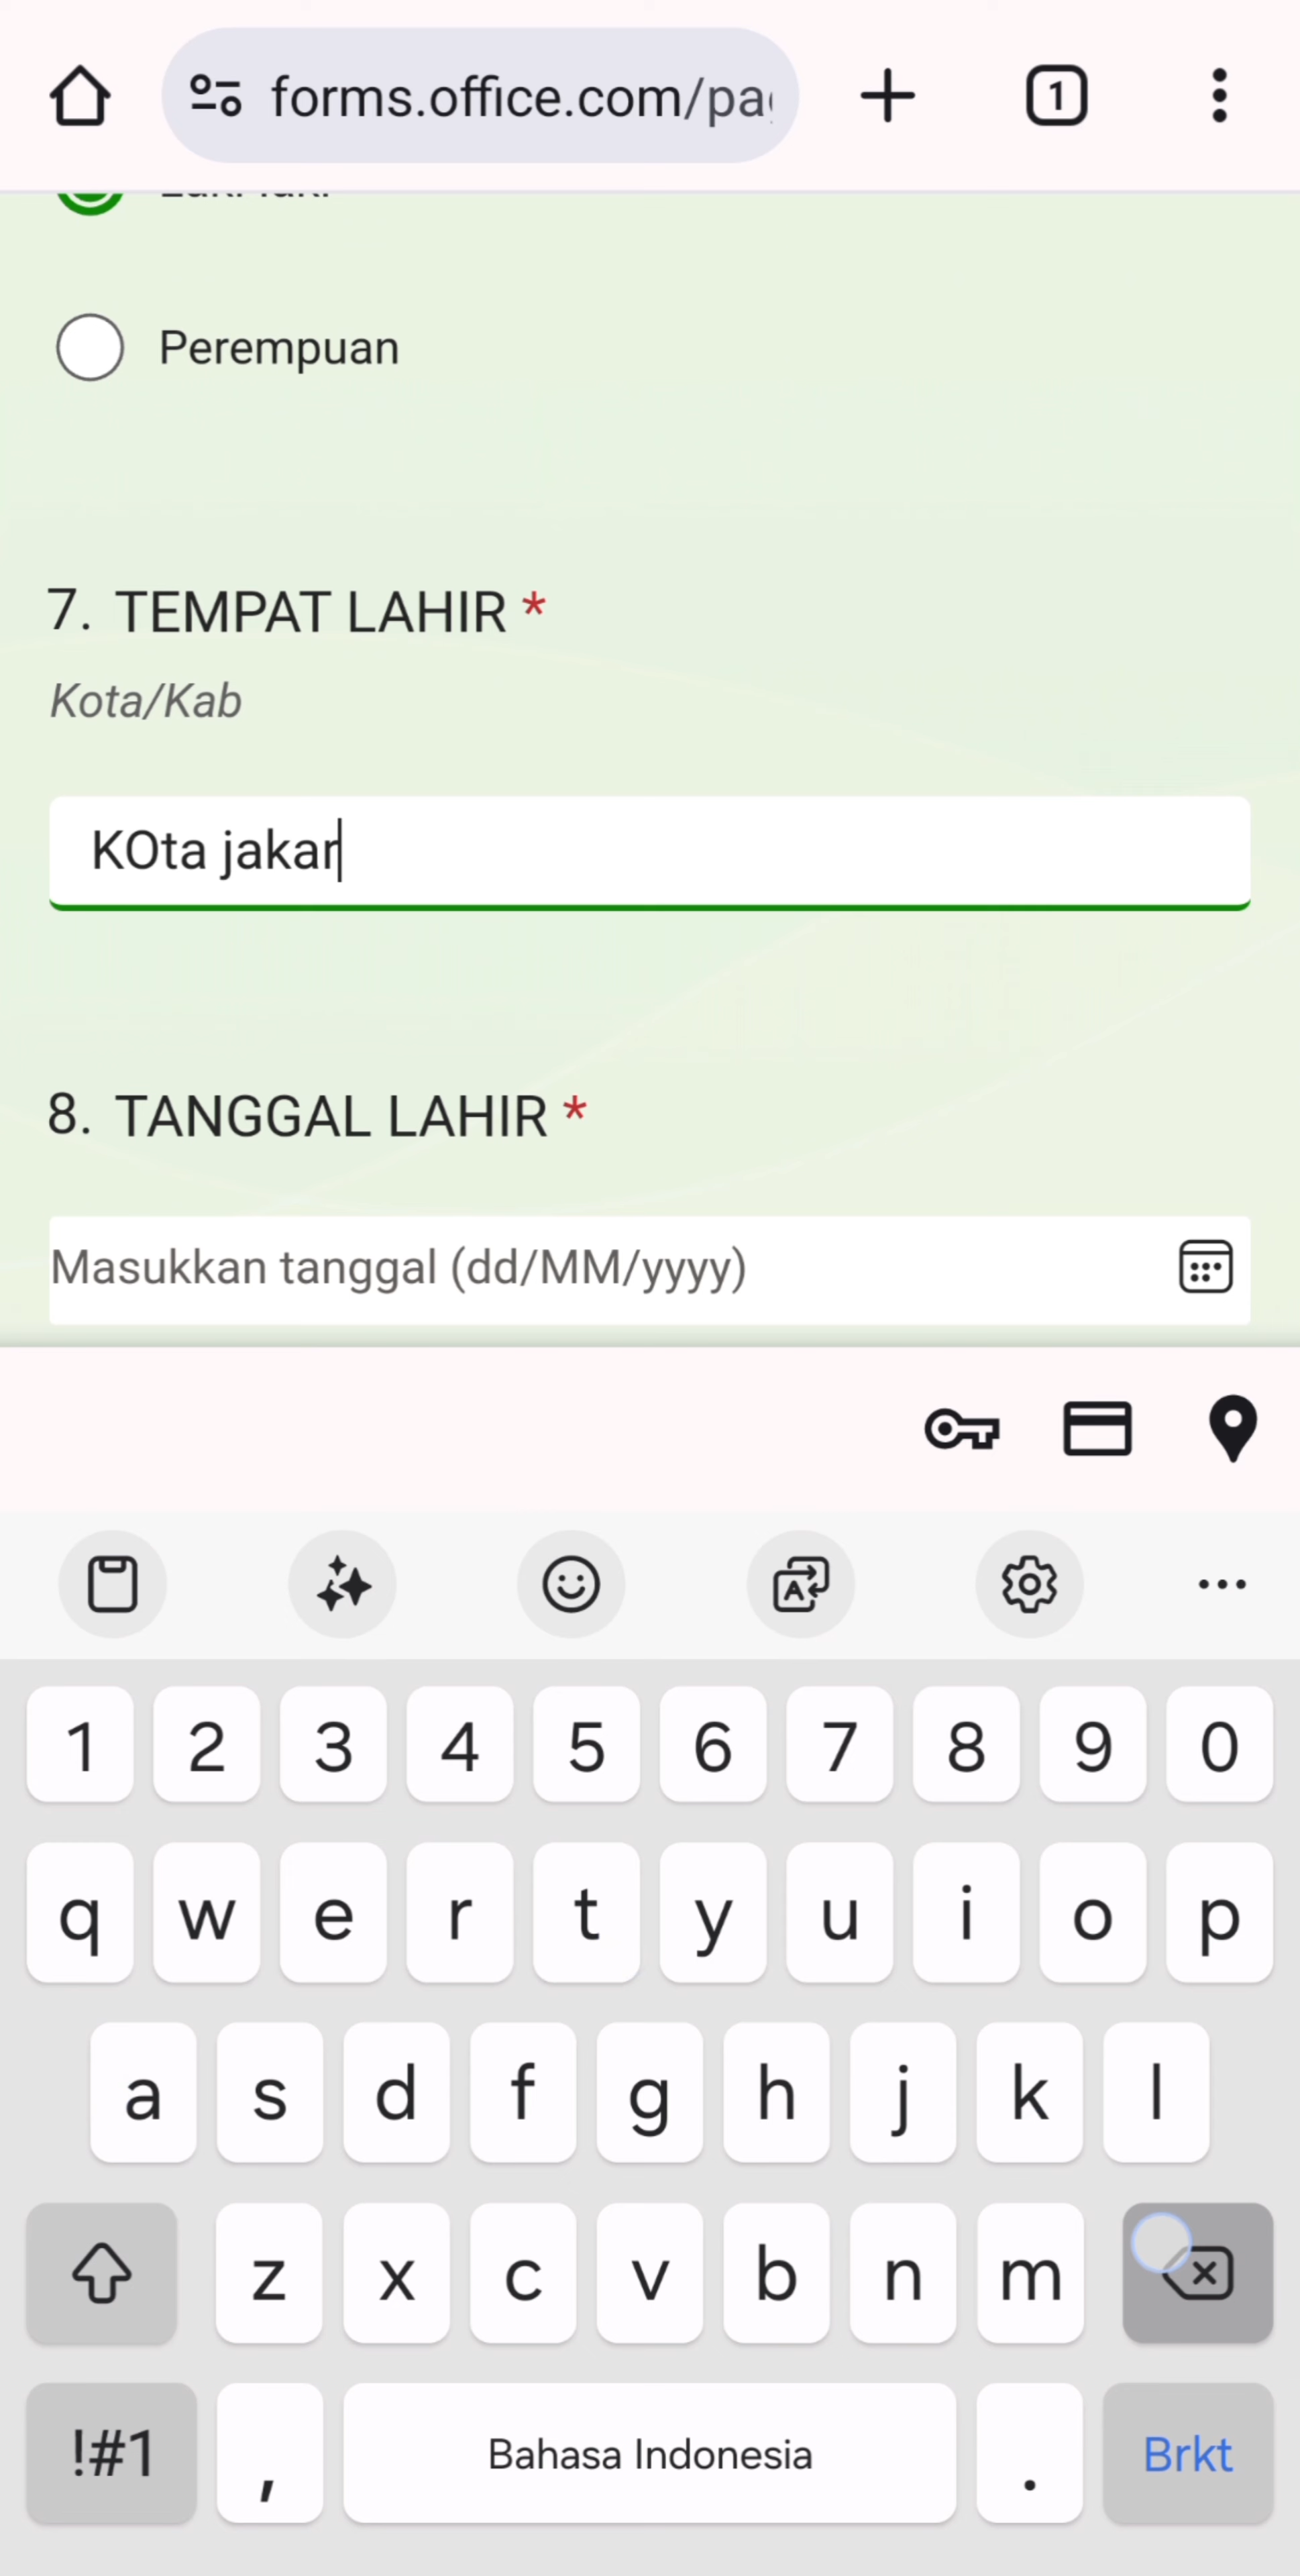 forms.office.com/pa
1
Perempuan
7. TEMPAT LAHIR *
Kota/Kab
KOta jakar
8. TANGGAL LAHIR *
Masukkan tanggal (dd/MM/yyyy)
1 2 3 4 5 6 7 8 9 0
q w e r t y u i o p
a s d f g h j k l
z x c v b n m
!#1 , Bahasa Indonesia . Brkt